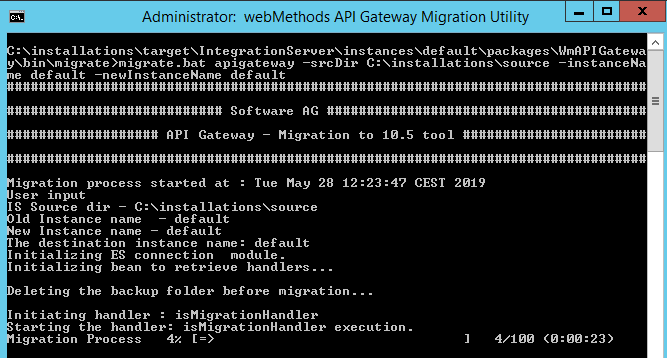 Administrator: webMethods API Gateway Migration Utility
C:\installations\target\IntegrationServer\instances\default\packages\WmAPIGatewa
y\bin\migrate>migrate.bat apigateway -srcDir C:\installations\source -instanceNa
me default -newInstanceName default
################################################################################
########################### Software AG ########################################
################### API Gateway - Migration to 10.5 tool #######################
################################################################################
Migration process started at : Tue May 28 12:23:47 CEST 2019
User input
IS Source dir - C:\installations\source
Old Instance name  - default
New Instance name - default
The destination instance name: default
Initializing ES connection  module.
Initializing bean to retrieve handlers...
Deleting the backup folder before migration...
Initiating handler : isMigrationHandler
Starting the handler: isMigrationHandler execution.
Migration Process   4% [=>                               ]   4/100 (0:00:23)